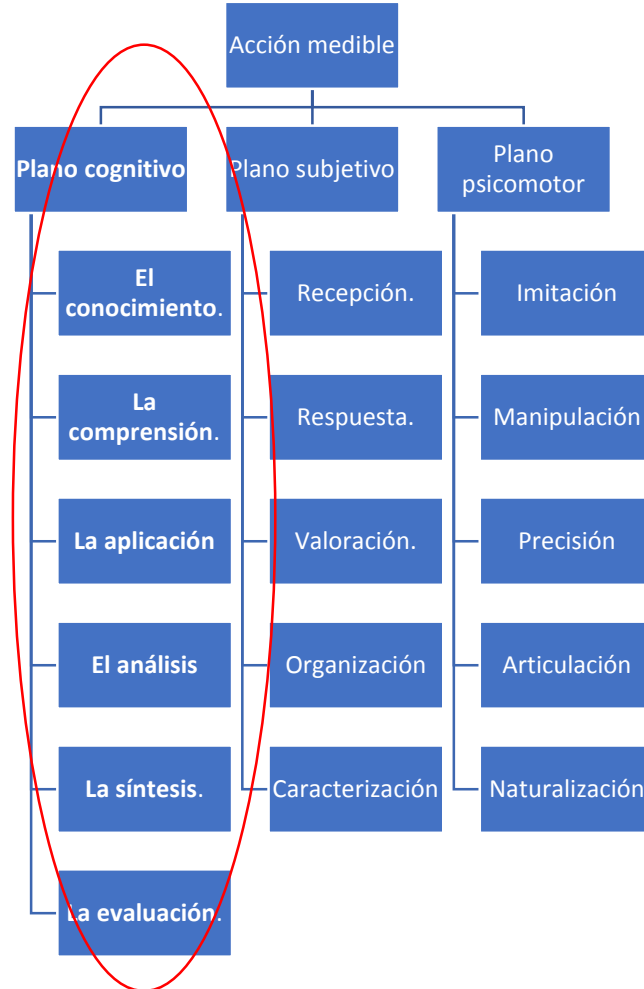 Acción medible
Plano cognitivo
El
conocimiento.
La
comprensión.
La aplicación
El análisis
La síntesis.
La evaluación.
Plano subjetivo
Recepción.
Respuesta.
Valoración.
Organización
Caracterización
Plano
psicomotor
Imitación
Manipulación
Precisión
Articulación
Naturalización